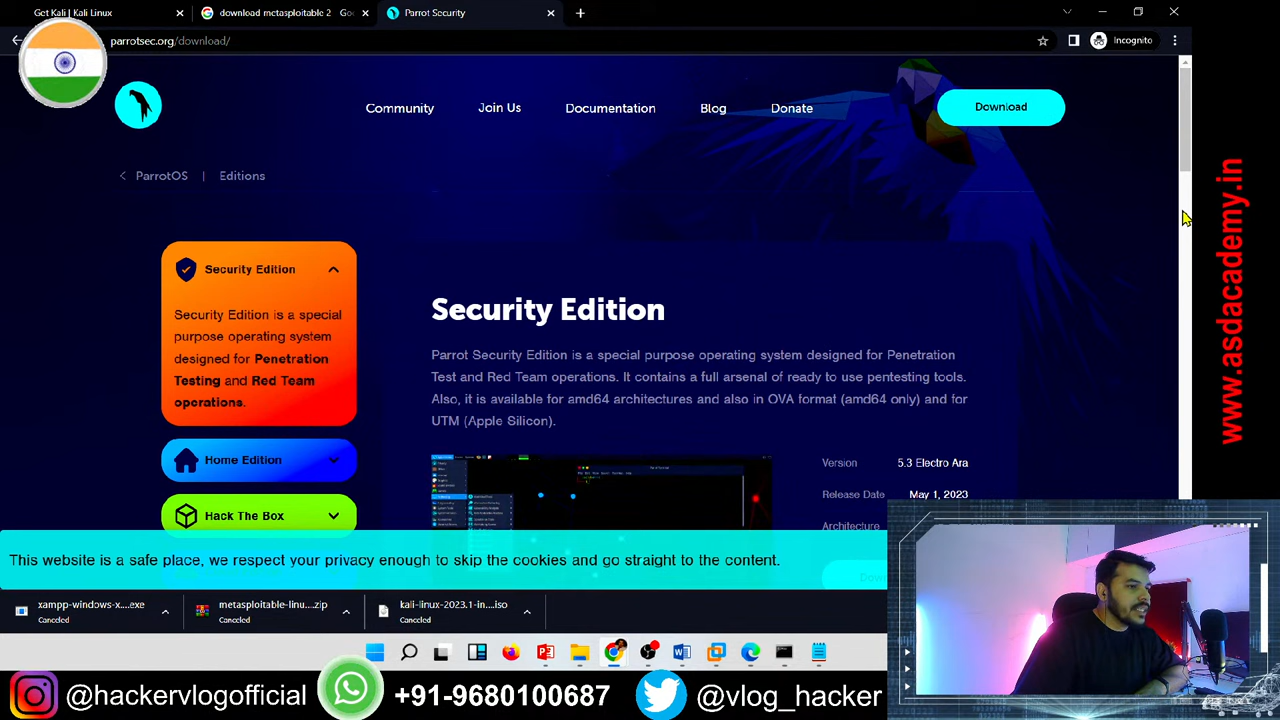 Get Kali | Kali Linux
download metasploitable 2 - Goo
Parrot Security
parrotsec.org/download/
Incognito
Community
Join Us
Documentation
Blog
Donate
Download
ParrotOS | Editions
Security Edition
Security Edition is a special
purpose operating system
designed for Penetration
Testing and Red Team
operations.
Home Edition
Hack The Box
Security Edition
Parrot Security Edition is a special purpose operating system designed for Penetration
Test and Red Team operations. It contains a full arsenal of ready to use pentesting tools.
Also, it is available for amd64 architectures and also in OVA format (amd64 only) and for
UTM (Apple Silicon).
Version 5.3 Electro Ara
Release Date May 1, 2023
Architecture
This website is a safe place, we respect your privacy enough to skip the cookies and go straight to the content.
xampp-windows-x....exe
Canceled
metasploitable-linu....zip
Canceled
kali-linux-2023.1-in....iso
Canceled
www.asdacademy.in
@hackervlogofficial
+91-9680100687
@vlog_hacker